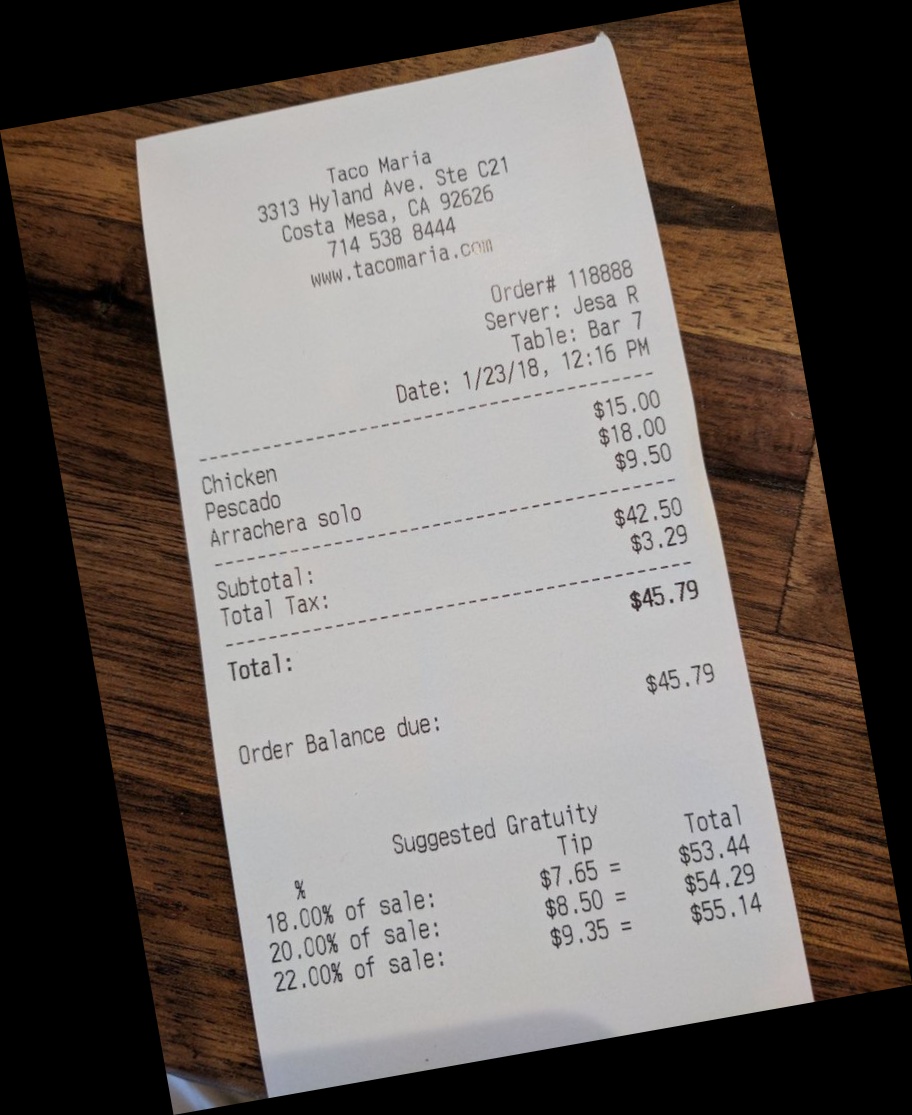 Taco Maria
3313 Hyland Ave. Ste C21
Costa Mesa, CA 92626
714 538 8444
www.tacomaria.com
Order# 118888
Server: Jesa R
Table: Bar 7
Date: 1/23/18, 12:16 PM
Chicken $15.00
Pescado $18.00
Arrachera solo $9.50
Subtotal: $42.50
Total Tax: $3.29
Total: $45.79
Order Balance due: $45.79
Suggested Gratuity
% Tip Total
18.00% of sale: $7.65 = $53.44
20.00% of sale: $8.50 = $54.29
22.00% of sale: $9.35 = $55.14